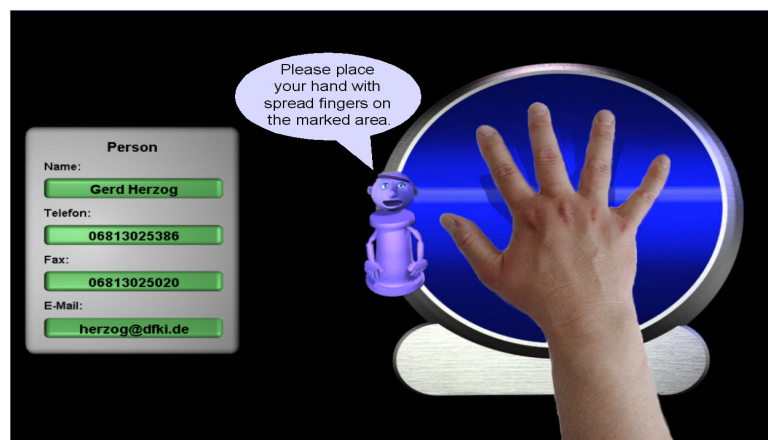 Person
Name:
Gerd Herzog
Telefon:
06813025386
Fax:
06813025020
E-Mail:
herzog@dfki.de
Please place
your hand with
spread fingers on
the marked area.